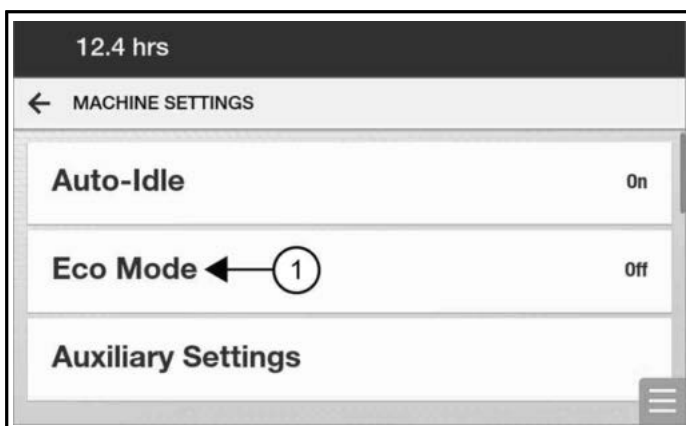 12.4 hrs
MACHINE SETTINGS
Auto-Idle On
Eco Mode 1 Off
Auxiliary Settings